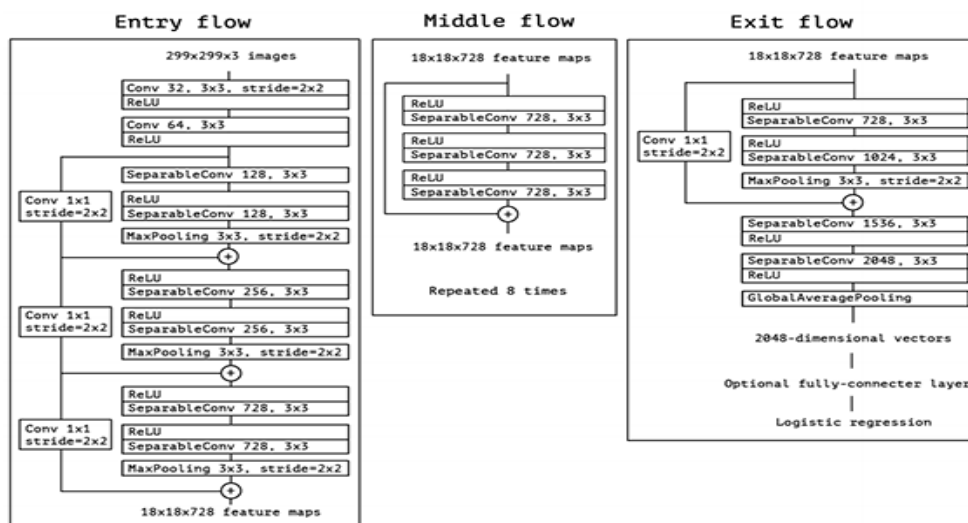 Entry flow
299x299x3 images
Conv 32, 3x3, stride=2x2
ReLU
Conv 64, 3x3
ReLU
SeparableConv 128, 3x3
Conv 1x1
stride=2x2
ReLU
SeparableConv 128, 3x3
MaxPooling 3x3, stride=2x2
+
ReLU
SeparableConv 256, 3x3
Conv 1x1
stride=2x2
ReLU
SeparableConv 256, 3x3
MaxPooling 3x3, stride=2x2
+
ReLU
SeparableConv 728, 3x3
Conv 1x1
stride=2x2
ReLU
SeparableConv 728, 3x3
MaxPooling 3x3, stride=2x2
+
18x18x728 feature maps
Middle flow
18x18x728 feature maps
ReLU
SeparableConv 728, 3x3
ReLU
SeparableConv 728, 3x3
ReLU
SeparableConv 728, 3x3
+
18x18x728 feature maps
Repeated 8 times
Exit flow
18x18x728 feature maps
ReLU
SeparableConv 728, 3x3
Conv 1x1
stride=2x2
ReLU
SeparableConv 1024, 3x3
MaxPooling 3x3, stride=2x2
+
SeparableConv 1536, 3x3
ReLU
SeparableConv 2048, 3x3
ReLU
GlobalAveragePooling
2048-dimensional vectors
Optional fully-connecter layer
Logistic regression